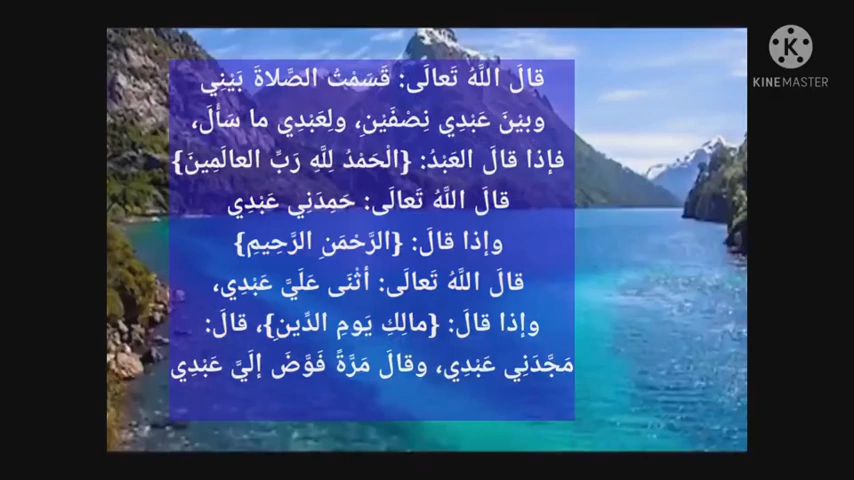 قالَ اللَّهُ تَعالَى: قَسَمْتُ الصَّلاةَ بَيْنِي
وبيْنَ عَبْدِي نِصْفَيْنِ، ولِعَبْدِي ما سَأَلَ،
فإذا قالَ العَبْدُ: {الْحَمْدُ لِلَّهِ رَبِّ العالَمِينَ}
قالَ اللَّهُ تَعالَى: حَمِدَنِي عَبْدِي
وإذا قالَ: {الرَّحْمَنِ الرَّحِيمِ}
قالَ اللَّهُ تَعالَى: أثْنَى عَلَيَّ عَبْدِي،
وإذا قالَ: {مالِكِ يَومِ الدِّينِ}، قالَ:
مَجَّدَنِي عَبْدِي، وقالَ مَرَّةً فَوَّضَ إلَيَّ عَبْدِي
K
KINEMASTER